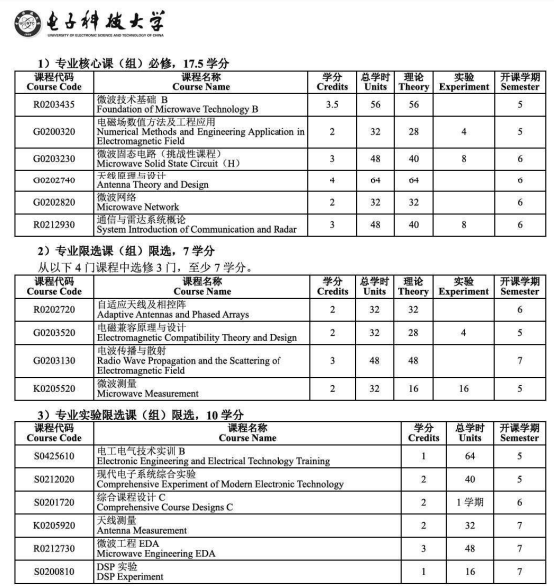 电子科技大学
UNIVERSITY OF ELECTRONIC SCIENCE AND TECHNOLOGY OF CHINA
1）专业核心课（组）必修，17.5 学分
课程代码 课程名称 学分 总学时 理论 实验 开课学期
Course Code Course Name Credits Units Theory Experiment Semester
微波技术基础 B
R0203435 3.5 56 56 5
Foundation of Microwave Technology B
电磁场数值方法及工程应用
G0200320 Numerical Methods and Engineering Application in 2 32 28 4 5
Electromagnetic Field
微波固态电路（挑战性课程）
G0203230 3 48 40 8 6
Microwave Solid State Circuit（H）
天线原理与设计
G0202740 4 64 64 6
Antenna Theory and Design
微波网络
G0202820 2 32 32 6
Microwave Network
通信与雷达系统概论
R0212930 3 48 40 8 6
System Introduction of Communication and Radar
2）专业限选课（组）限选，7 学分
从以下 4 门课程中选修 3 门，至少 7 学分。
课程代码 课程名称 学分 总学时 理论 实验 开课学期
Course Code Course Name Credits Units Theory Experiment Semester
自适应天线及相控阵
R0202720 2 32 32 6
Adaptive Antennas and Phased Arrays
电磁兼容原理与设计
G0203520 2 32 28 4 5
Electromagnetic Compatibility Theory and Design
电波传播与散射
G0203130 Radio Wave Propagation and the Scattering of 3 48 48 7
Electromagnetic Field
微波测量
K0205520 2 32 16 16 5
Microwave Measurement
3）专业实验限选课（组）限选，10 学分
课程代码 课程名称 学分 总学时 开课学期
Course Code Course Name Credits Units Semester
电工电气技术实训 B
S0425610 1 64 5
Electronic Engineering and Electrical Technology Training
现代电子系统综合实验
S0212020 2 40 5
Comprehensive Experiment of Modern Electronic Technology
综合课程设计 C
S0201720 2 1 学期 6
Comprehensive Course Designs C
天线测量
K0205920 2 32 7
Antenna Measurement
微波工程 EDA
R0212730 3 48 7
Microwave Engineering EDA
DSP 实验
S0200810 1 16 7
DSP Experiment